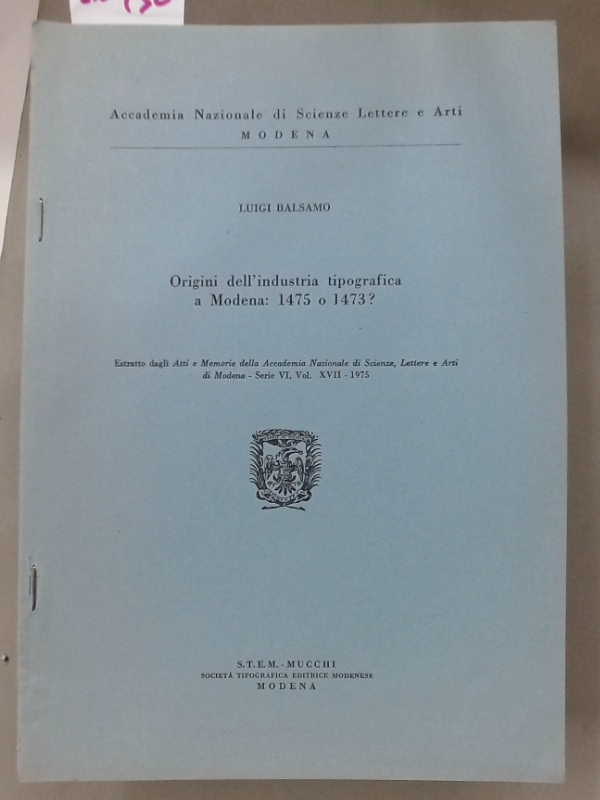 Accademia Nazionale di Scienze Lettere e Arti
MODENA
LUIGI BALSAMO
Origini dell'industria tipografica
a Modena: 1475 o 1473?
Estratto dagli Atti e Memorie della Accademia Nazionale di Scienze, Lettere e Arti
di Modena - Serie VI, Vol. XVII - 1975
S.T.E.M. - MUCCHI
SOCIETÀ TIPOGRAFICA EDITRICE MODENESE
MODENA